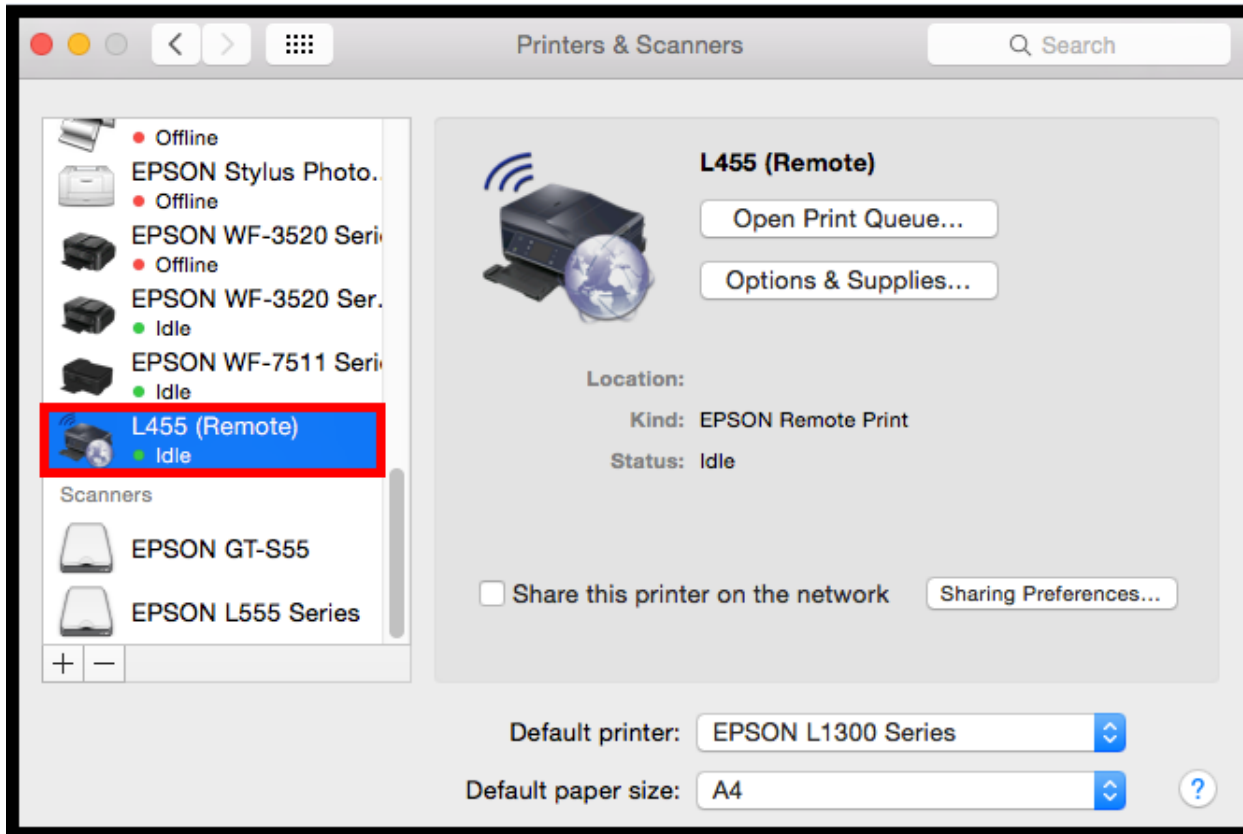 Printers & Scanners
Search
Offline
EPSON Stylus Photo..
Offline
EPSON WF-3520 Seri
Offline
EPSON WF-3520 Ser.
Idle
EPSON WF-7511 Seri
Idle
L455 (Remote)
Idle
Scanners
EPSON GT-S55
EPSON L555 Series
+ −
L455 (Remote)
Open Print Queue...
Options & Supplies...
Location:
Kind: EPSON Remote Print
Status: Idle
Share this printer on the network Sharing Preferences...
Default printer: EPSON L1300 Series
Default paper size: A4 ?